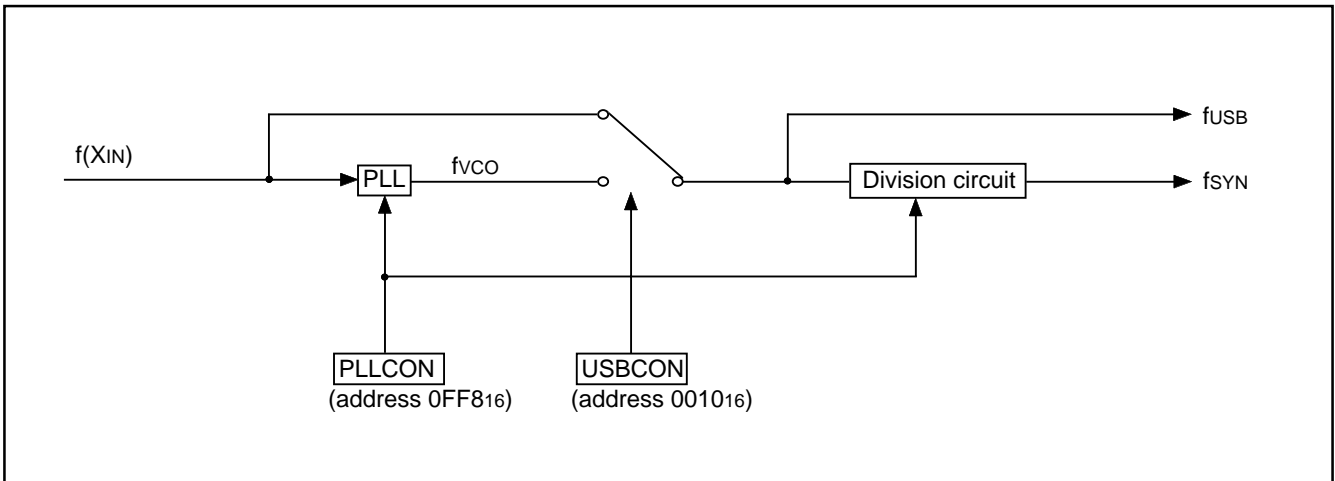 fUSB
f(XIN)
PLL
fVCO
Division circuit
fSYN
PLLCON
(address 0FF816)
USBCON
(address 001016)